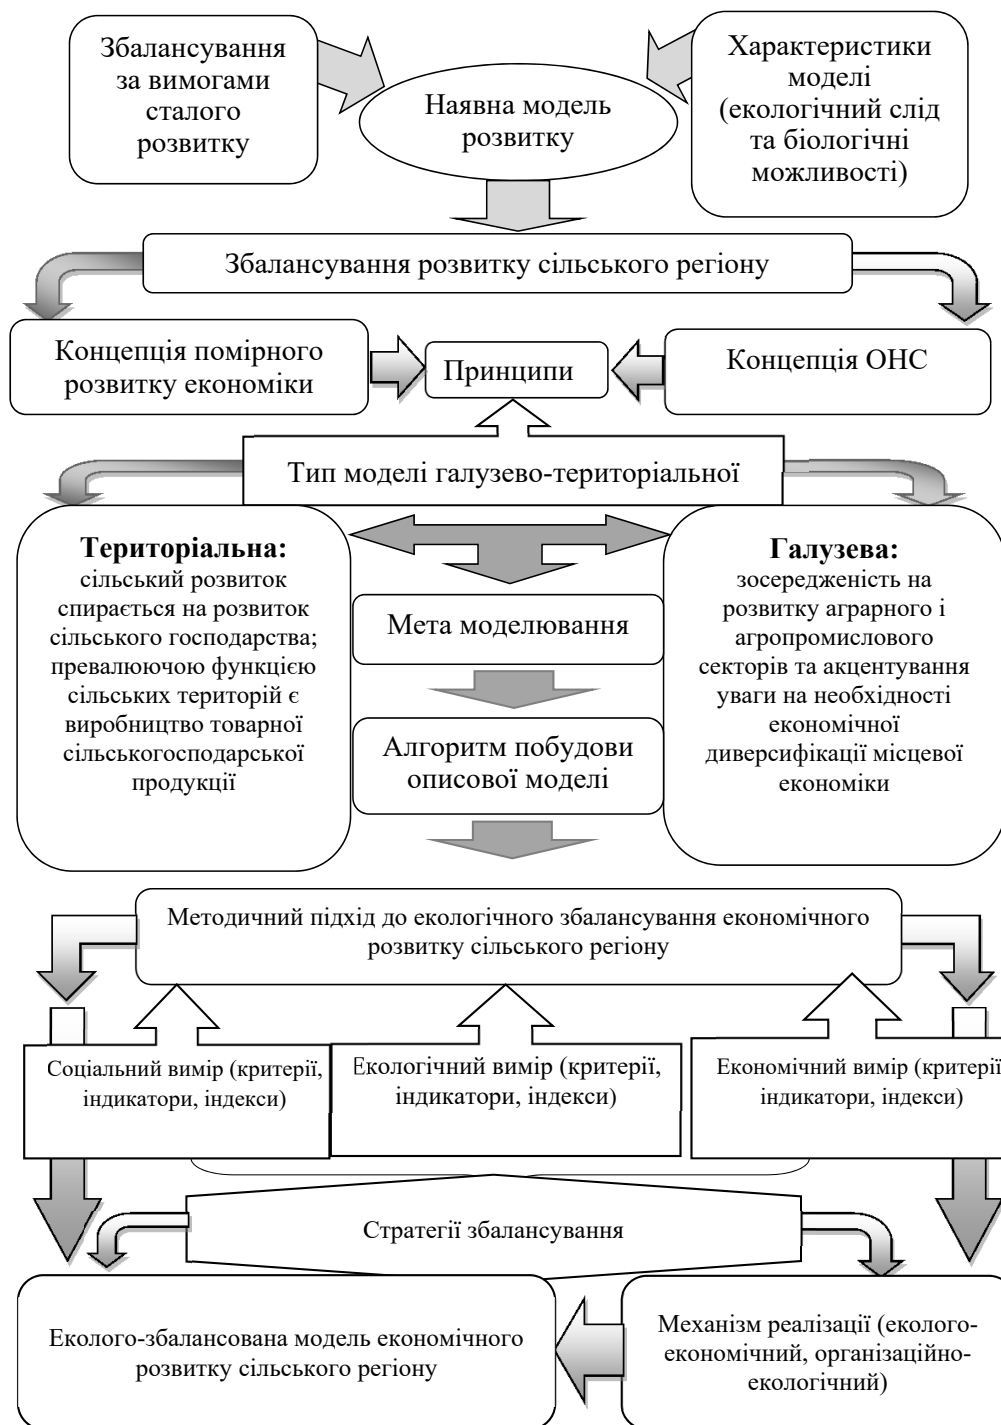 Збалансування
за вимогами
сталого
розвитку
Наявна модель
розвитку
Характеристики
моделі
(екологічний слід
та біологічні
можливості)
Збалансування розвитку сільського регіону
Концепція помірного
розвитку економіки
Принципи
Концепція ОНС
Тип моделі галузево-територіальної
Територіальна:
сільський розвиток
спирається на розвиток
сільського господарства;
превалюючою функцією
сільських територій є
виробництво товарної
сільськогосподарської
продукції
Мета моделювання
Алгоритм побудови
описової моделі
Галузева:
зосередженість на
розвитку аграрного і
агропромислового
секторів та акцентування
уваги на необхідності
економічної
диверсифікації місцевої
економіки
Методичний підхід до екологічного збалансування економічного
розвитку сільського регіону
Соціальний вимір (критерії,
індикатори, індекси)
Екологічний вимір (критерії,
індикатори, індекси)
Економічний вимір (критерії
індикатори, індекси)
Стратегії збалансування
Еколого-збалансована модель економічного
розвитку сільського регіону
Механізм реалізації (еколого-
економічний, організаційно-
екологічний)